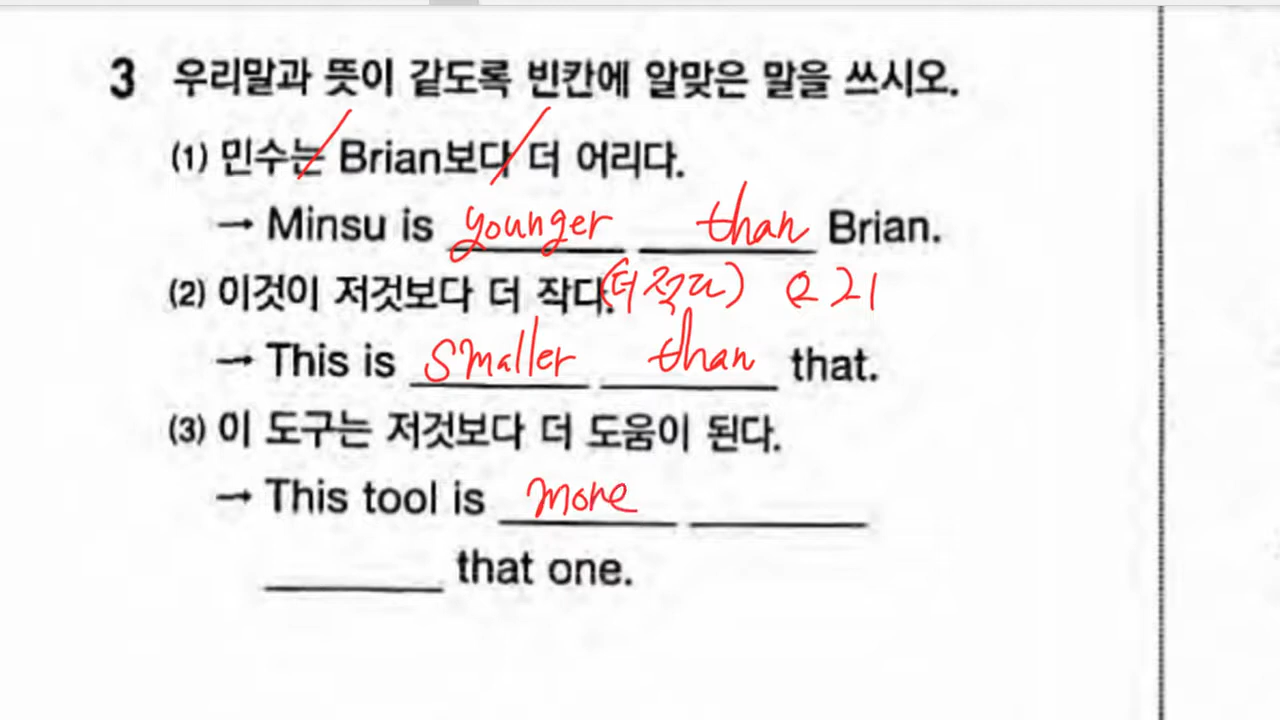 3 우리말과 뜻이 같도록 빈칸에 알맞은 말을 쓰시오.
(1) 민수는 Brian보다 더 어리다.
→ Minsu is younger than Brian.
(2) 이것이 저것보다 더 작다. (더 적다)
→ This is smaller than that.
(3) 이 도구는 저것보다 더 도움이 된다.
→ This tool is more
that one.